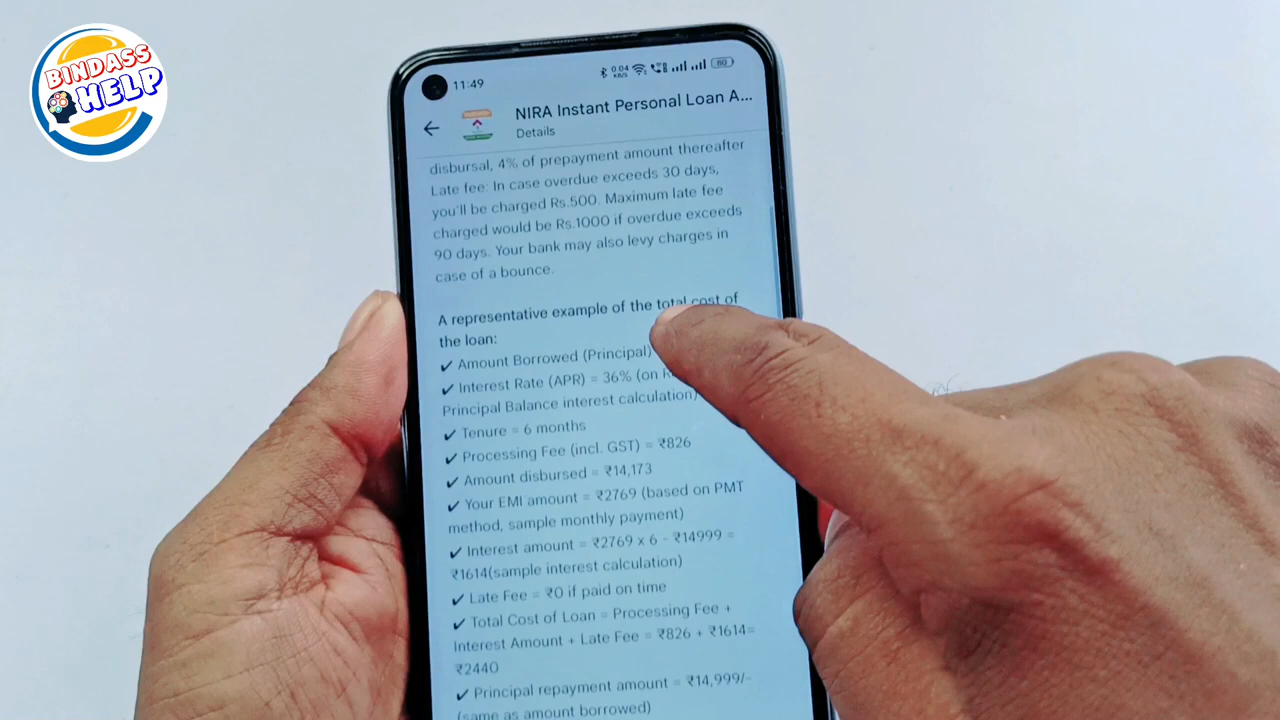 BINDASS
HELP
11:49
0.04
KB/S
80
NIRA Instant Personal Loan A...
Details
disbursal, 4% of prepayment amount thereafter
Late fee: In case overdue exceeds 30 days,
you'll be charged Rs.500. Maximum late fee
charged would be Rs.1000 if overdue exceeds
90 days. Your bank may also levy charges in
case of a bounce.
A representative example of the total cost of
the loan:
✔ Amount Borrowed (Principal)
✔ Interest Rate (APR) = 36% (on
Principal Balance interest calculation)
✔ Tenure = 6 months
✔ Processing Fee (incl. GST) = ₹826
✔ Amount disbursed = ₹14,173
✔ Your EMI amount = ₹2769 (based on PMT
method, sample monthly payment)
✔ Interest amount = ₹2769 x 6 - ₹14999 =
₹1614(sample interest calculation)
✔ Late Fee = ₹0 if paid on time
✔ Total Cost of Loan = Processing Fee +
Interest Amount + Late Fee = ₹826 + ₹1614=
₹2440
✔ Principal repayment amount = ₹14,999/-
(same as amount borrowed)